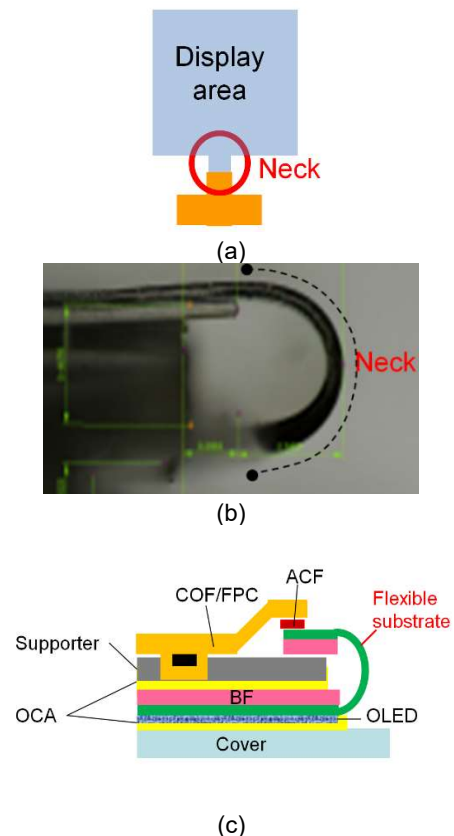 Display
area
Neck
(a)
Neck
(b)
ACF
COF/FPC
Flexible
substrate
Supporter
BF
OCA
OLED
Cover
(c)